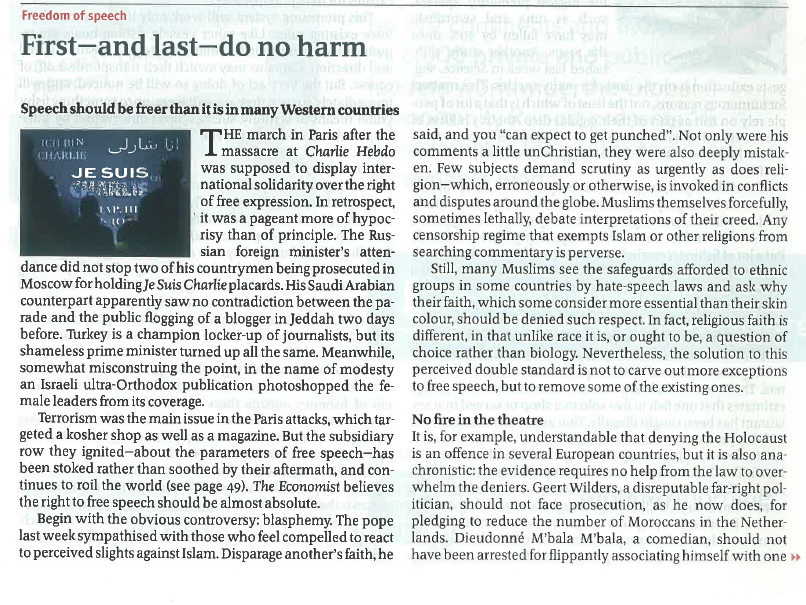 Freedom of speech
First—and last—do no harm
Speech should be freer than it is in many Western countries
ICH BIN
CHARLIE
JE SUIS
THE march in Paris after the
massacre at Charlie Hebdo
was supposed to display inter-
national solidarity over the right
of free expression. In retrospect,
it was a pageant more of hypoc-
risy than of principle. The Rus-
sian foreign minister's atten-
dance did not stop two of his countrymen being prosecuted in
Moscow for holding Je Suis Charlie placards. His Saudi Arabian
counterpart apparently saw no contradiction between the pa-
rade and the public flogging of a blogger in Jeddah two days
before. Turkey is a champion locker-up of journalists, but its
shameless prime minister turned up all the same. Meanwhile,
somewhat misconstruing the point, in the name of modesty
an Israeli ultra-Orthodox publication photoshopped the fe-
male leaders from its coverage.
Terrorism was the main issue in the Paris attacks, which tar-
geted a kosher shop as well as a magazine. But the subsidiary
row they ignited—about the parameters of free speech—has
been stoked rather than soothed by their aftermath, and con-
tinues to roil the world (see page 49). The Economist believes
the right to free speech should be almost absolute.
Begin with the obvious controversy: blasphemy. The pope
last week sympathised with those who feel compelled to react
to perceived slights against Islam. Disparage another's faith, he
said, and you "can expect to get punched". Not only were his
comments a little unChristian, they were also deeply mistak-
en. Few subjects demand scrutiny as urgently as does reli-
gion—which, erroneously or otherwise, is invoked in conflicts
and disputes around the globe. Muslims themselves forcefully,
sometimes lethally, debate interpretations of their creed. Any
censorship regime that exempts Islam or other religions from
searching commentary is perverse.
Still, many Muslims see the safeguards afforded to ethnic
groups in some countries by hate-speech laws and ask why
their faith, which some consider more essential than their skin
colour, should be denied such respect. In fact, religious faith is
different, in that unlike race it is, or ought to be, a question of
choice rather than biology. Nevertheless, the solution to this
perceived double standard is not to carve out more exceptions
to free speech, but to remove some of the existing ones.
No fire in the theatre
It is, for example, understandable that denying the Holocaust
is an offence in several European countries, but it is also ana-
chronistic: the evidence requires no help from the law to over-
whelm the deniers. Geert Wilders, a disreputable far-right pol-
itician, should not face prosecution, as he now does, for
pledging to reduce the number of Moroccans in the Nether-
lands. Dieudonné M'bala M'bala, a comedian, should not
have been arrested for flippantly associating himself with one